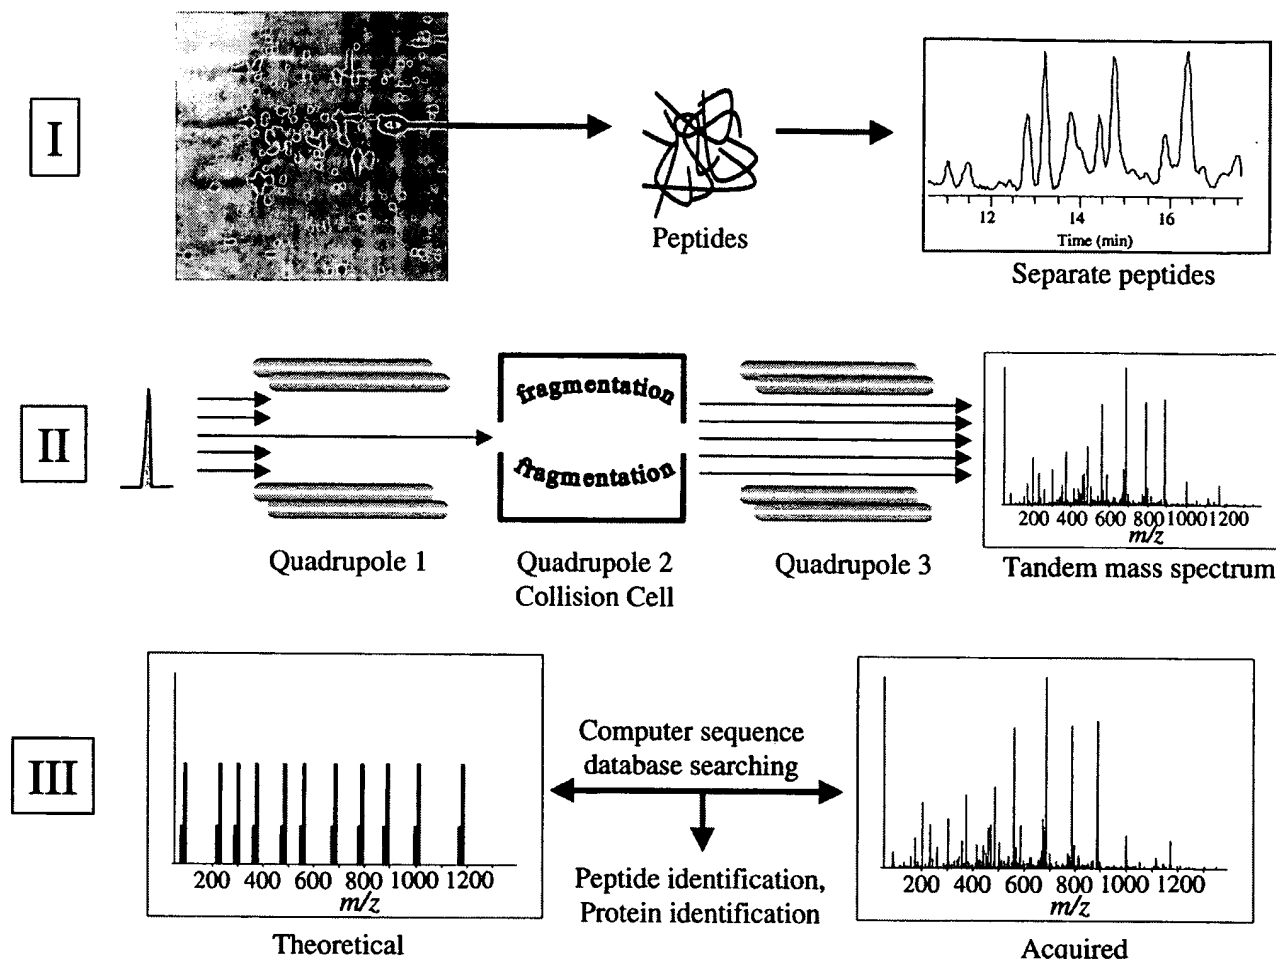 I
Peptides
12 14 16
Time (min)
Separate peptides
II
fragmentation
fragmentation
Quadrupole 1
Quadrupole 2
Collision Cell
Quadrupole 3
200 400 600 800 1000 1200
m/z
Tandem mass spectrum
III
200 400 600 800 1000 1200
m/z
Theoretical
Computer sequence
database searching
Peptide identification,
Protein identification
200 400 600 800 1000 1200
m/z
Acquired